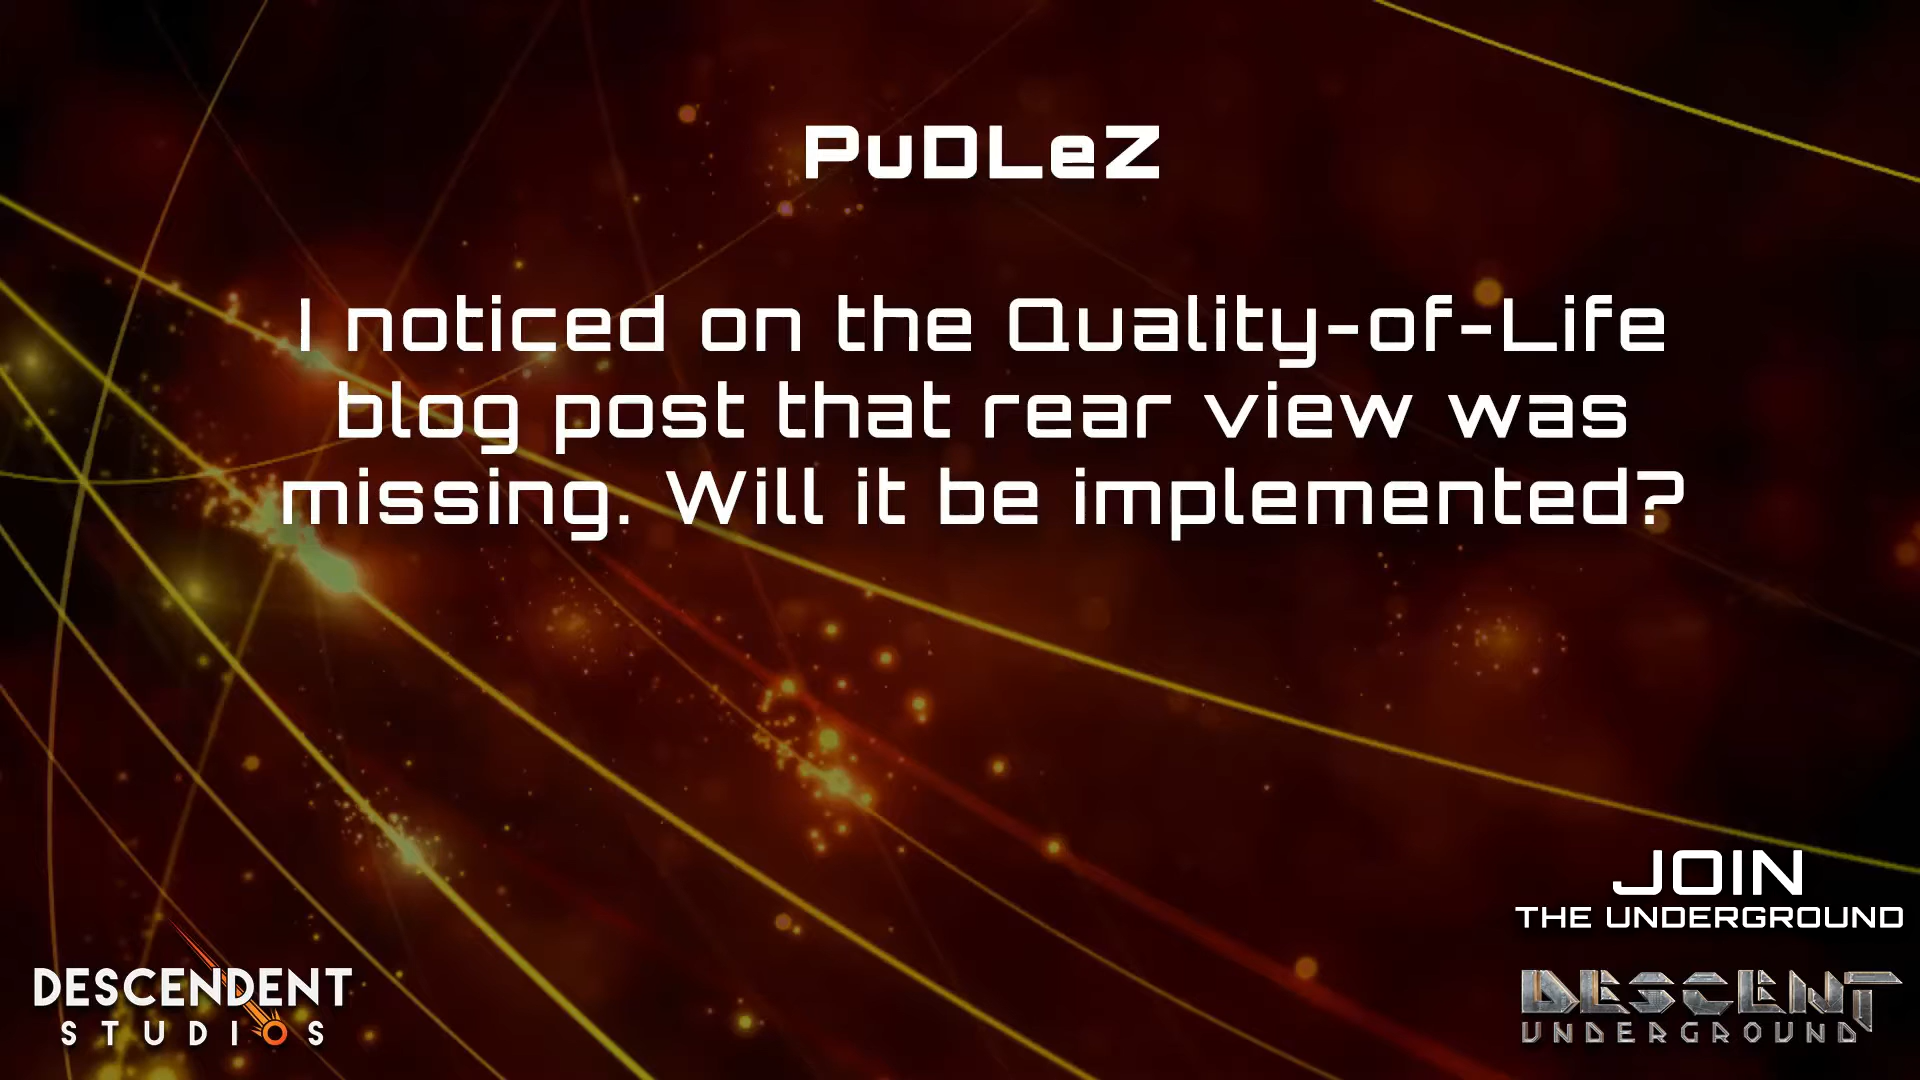 PuDLeZ
I noticed on the Quality-of-Life
blog post that rear view was
missing. Will it be implemented?
JOIN
THE UNDERGROUND
DESCENDENT
STUDIOS
DESCENT
UNDERGROUND